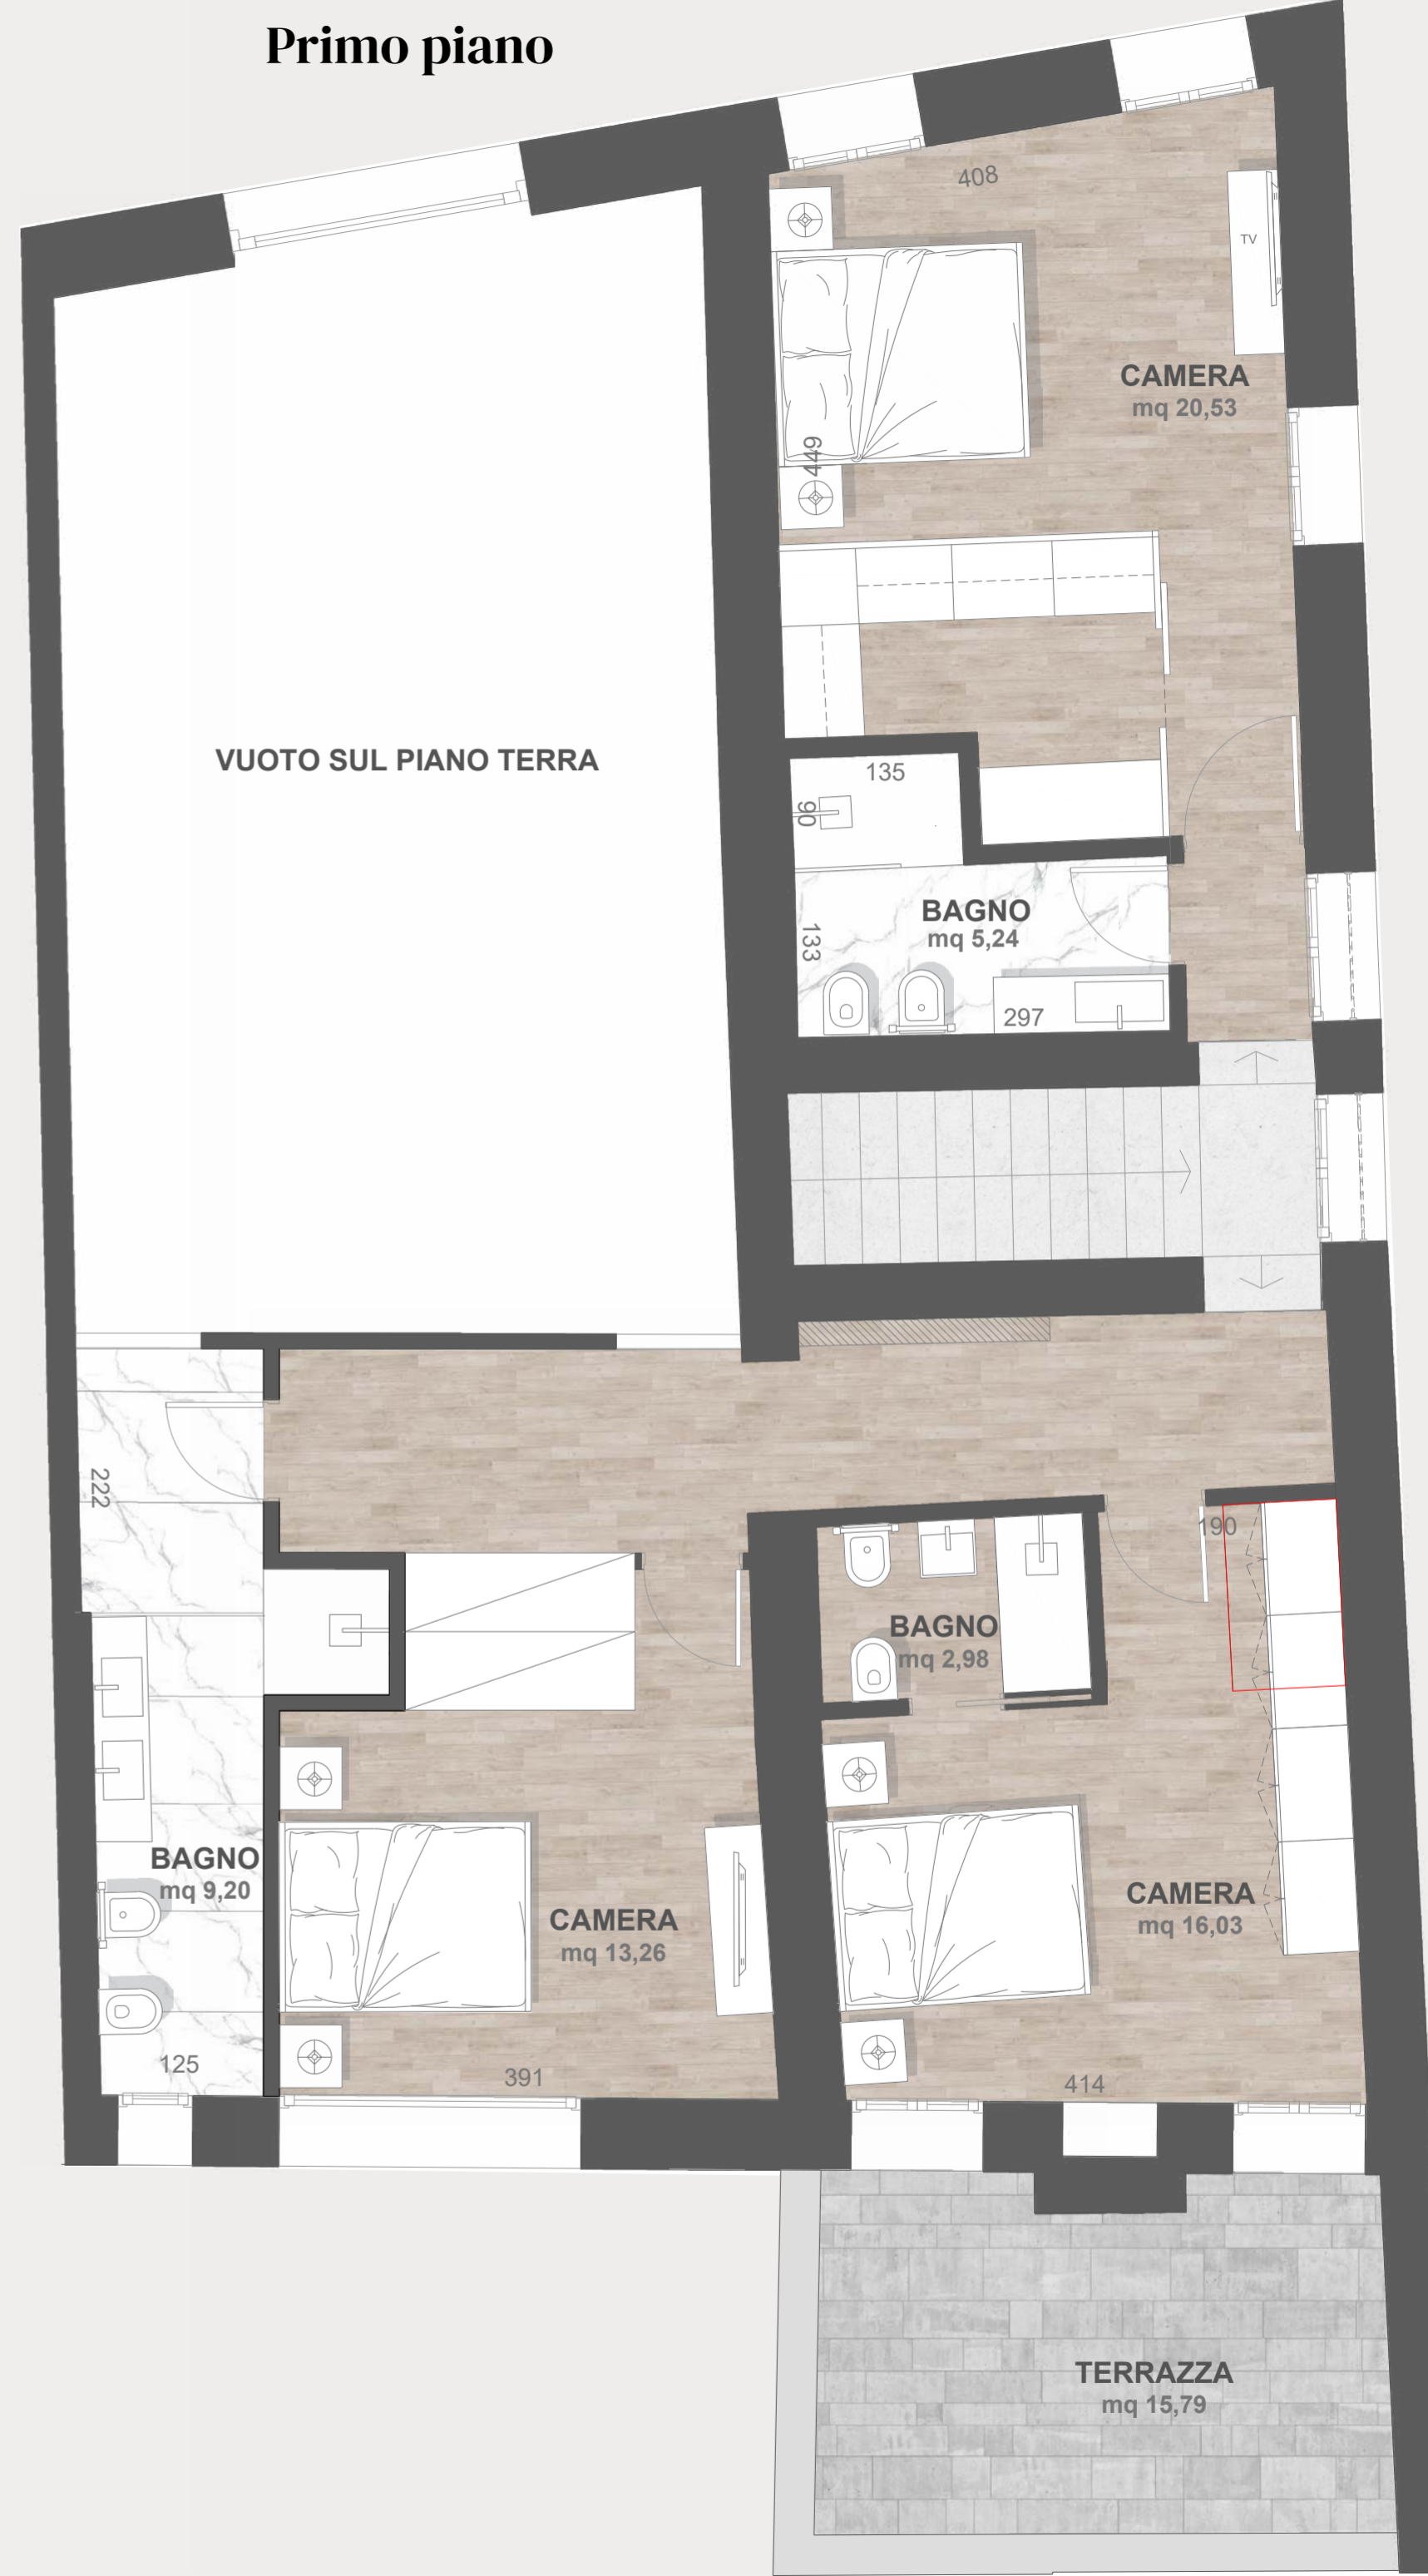 Primo piano
408
TV
CAMERA
mq 20,53
449
VUOTO SUL PIANO TERRA
135
90
BAGNO
mq 5,24
133
297
222
190
BAGNO
mq 2,98
BAGNO
mq 9,20
CAMERA
mq 13,26
CAMERA
mq 16,03
125
391
414
TERRAZZA
mq 15,79